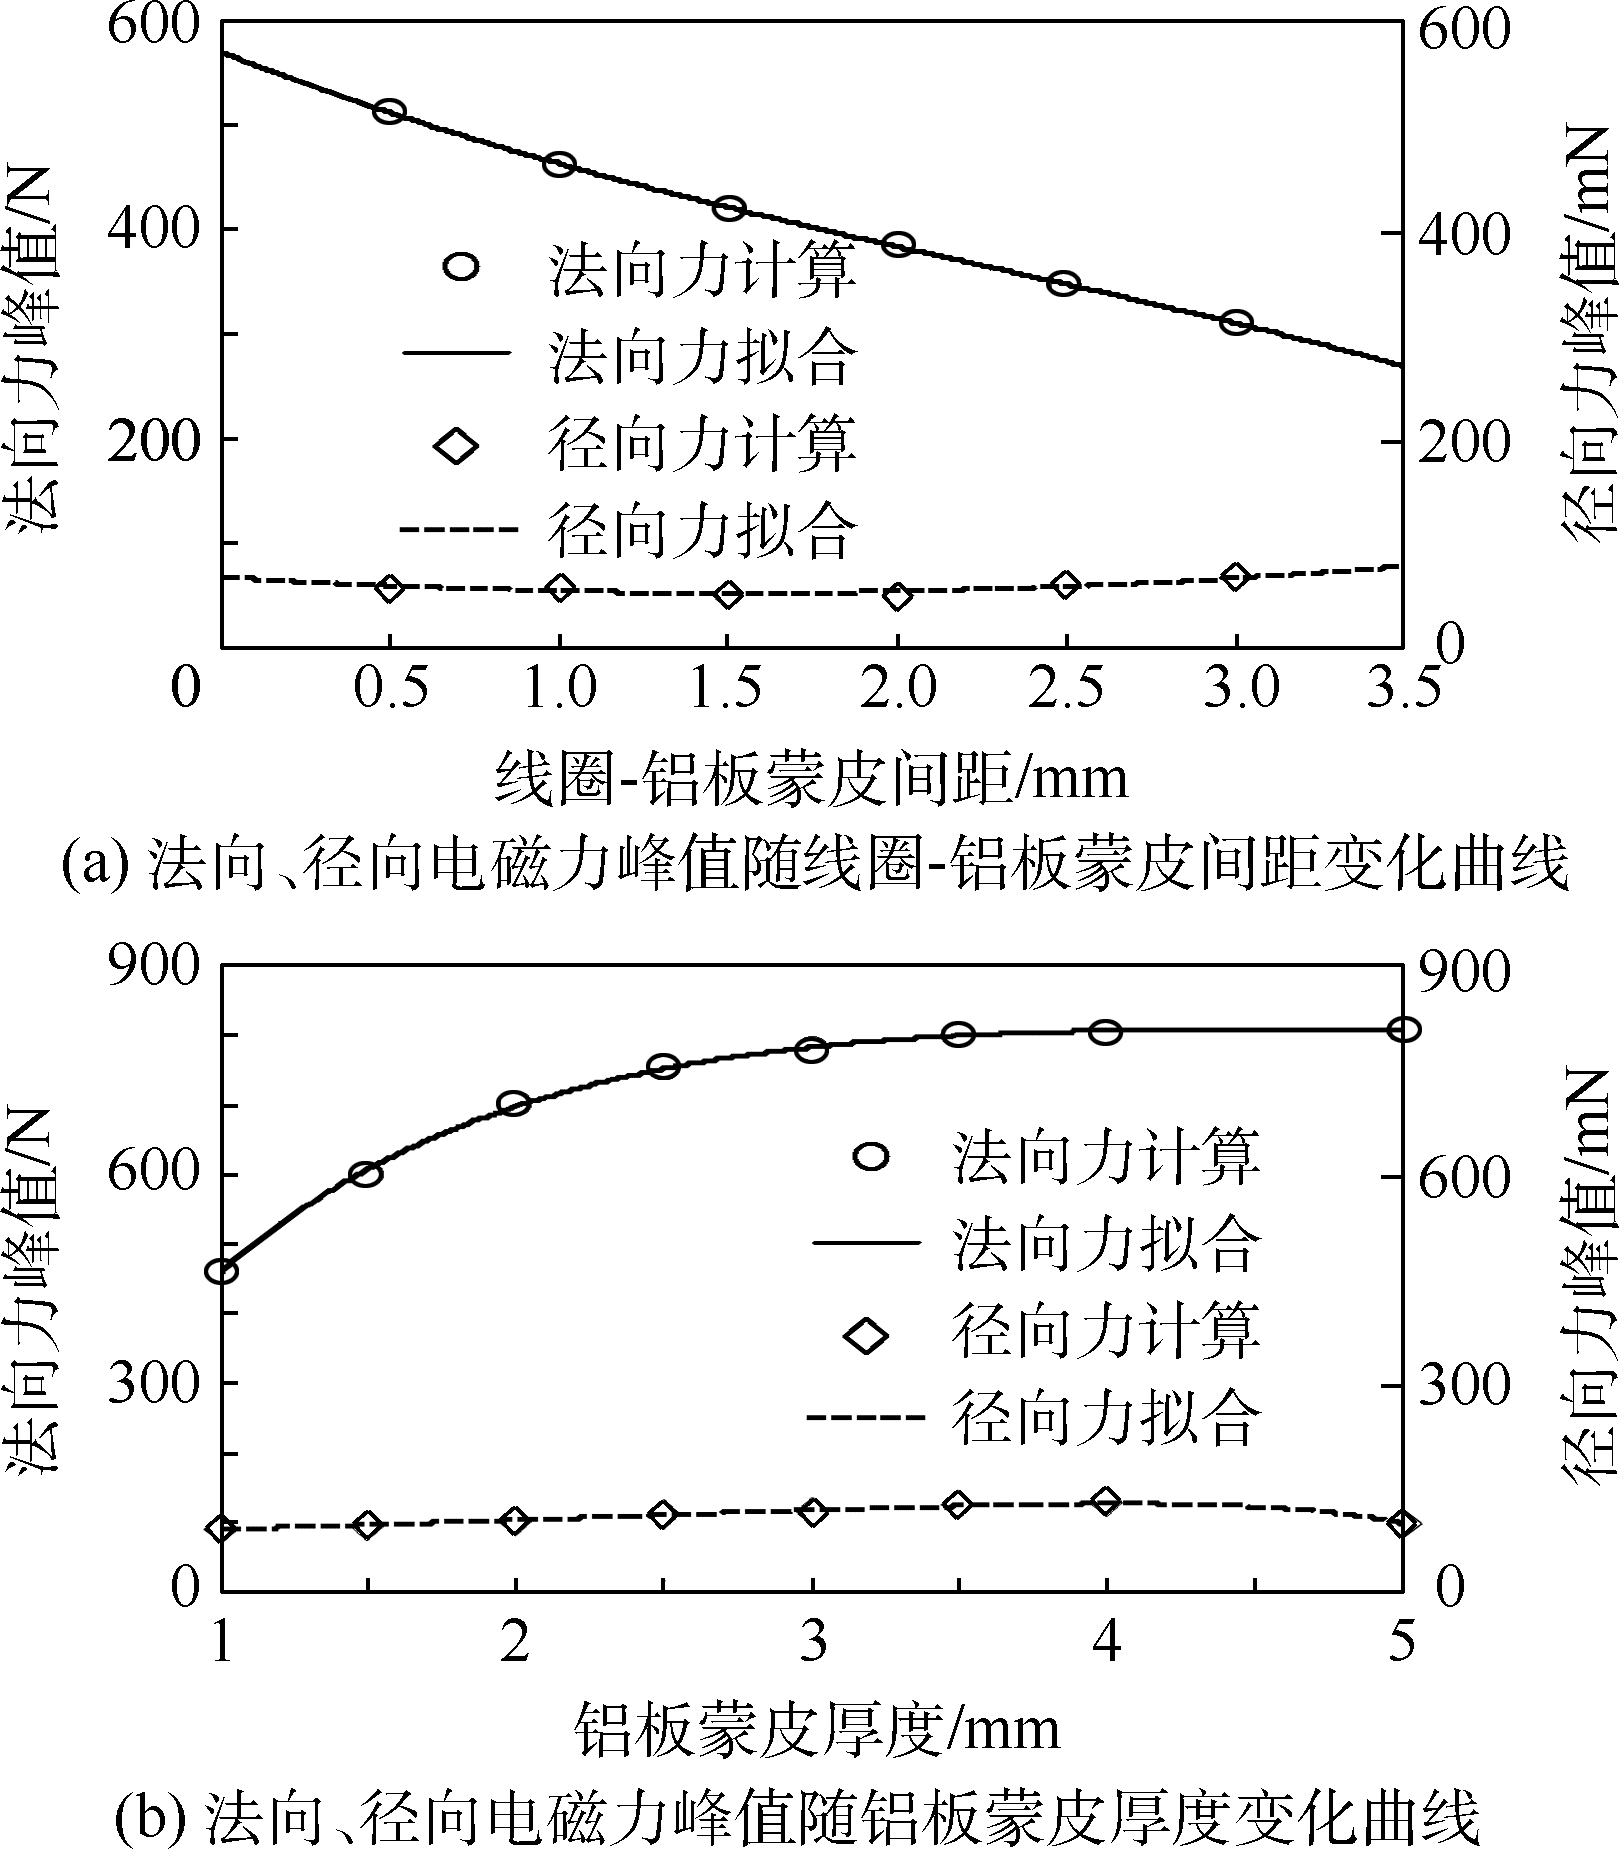 600
400
200
0
法向力峰值/N
600
400
200
0
径向力峰值/mN
法向力计算
法向力拟合
径向力计算
径向力拟合
0.5 1.0 1.5 2.0 2.5 3.0 3.5
线圈-铝板蒙皮间距/mm
(a) 法向、径向电磁力峰值随线圈-铝板蒙皮间距变化曲线
900
600
300
0
法向力峰值/N
900
600
300
0
径向力峰值/mN
法向力计算
法向力拟合
径向力计算
径向力拟合
1 2 3 4 5
铝板蒙皮厚度/mm
(b) 法向、径向电磁力峰值随铝板蒙皮厚度变化曲线